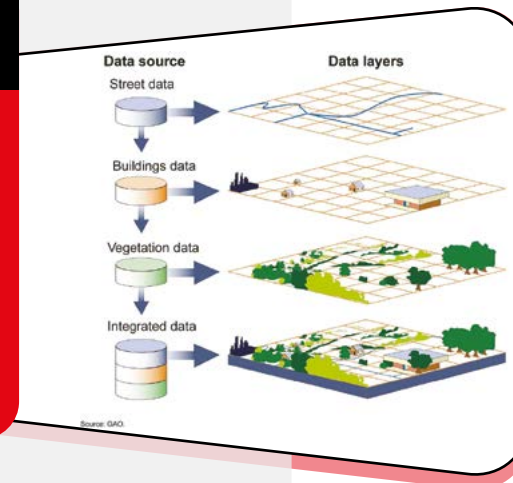 Data source
Data layers
Street data
Buildings data
Vegetation data
Integrated data
Source: GAO.